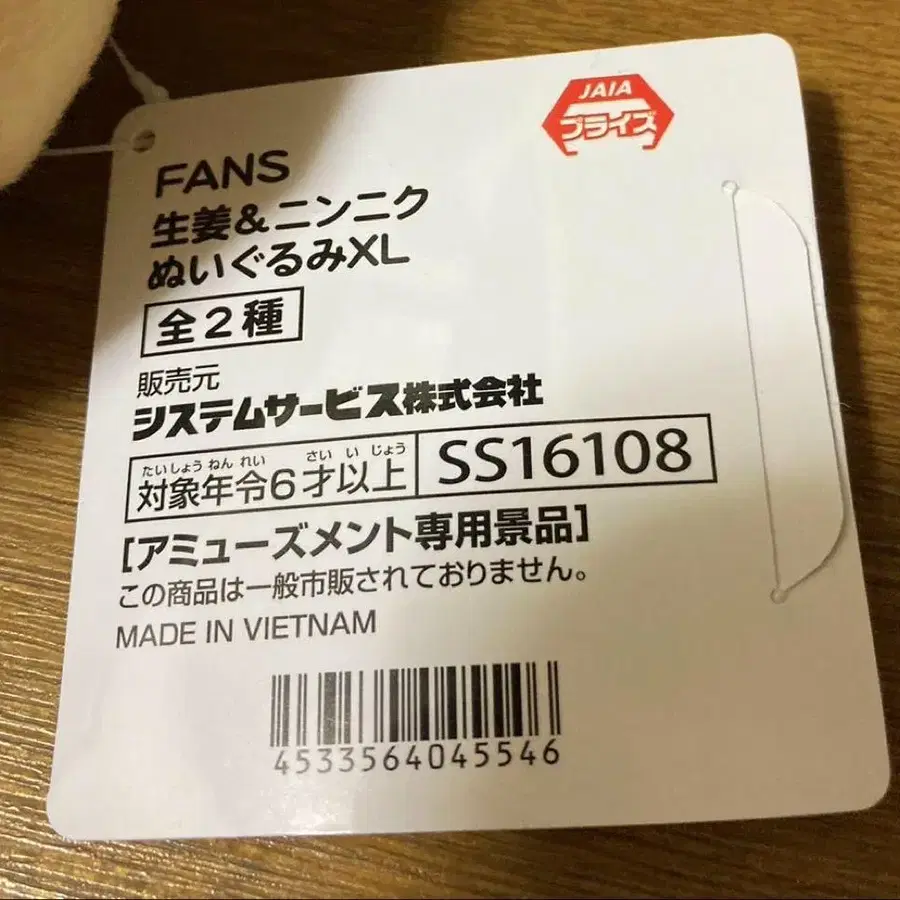 JAIA
プライズ
FANS
生姜&ニンニク
ぬいぐるみXL
全2種
販売元
システムサービス株式会社
たいしょう ねん れい さい い じょう
対象年令6才以上 SS16108
[アミューズメント専用景品]
この商品は一般市販されておりません。
MADE IN VIETNAM
4533564045546